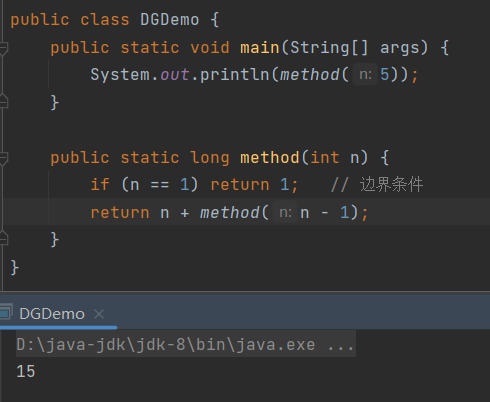 public class DGDemo {
public static void main(String[] args) {
System.out.println(method( n: 5));
}
public static long method(int n) {
if (n == 1) return 1;   // 边界条件
return n + method( n: n - 1);
}
}
DGDemo ×
D:\java-jdk\jdk-8\bin\java.exe ...
15